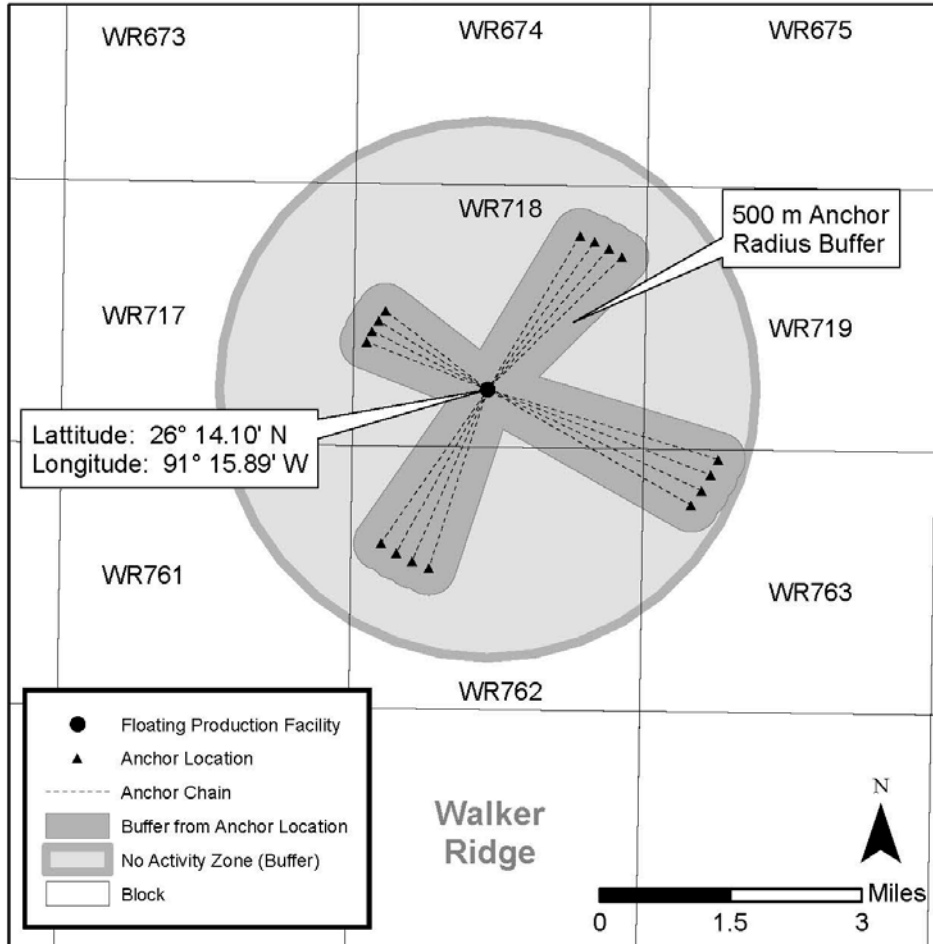 WR673
WR674
WR675
WR718
500 m Anchor
Radius Buffer
WR717
WR719
Lattitude: 26° 14.10' N
Longitude: 91° 15.89' W
WR761
WR763
WR762
Floating Production Facility
Anchor Location
Anchor Chain
Buffer from Anchor Location
No Activity Zone (Buffer)
Block
Walker
Ridge
N
Miles
0 1.5 3